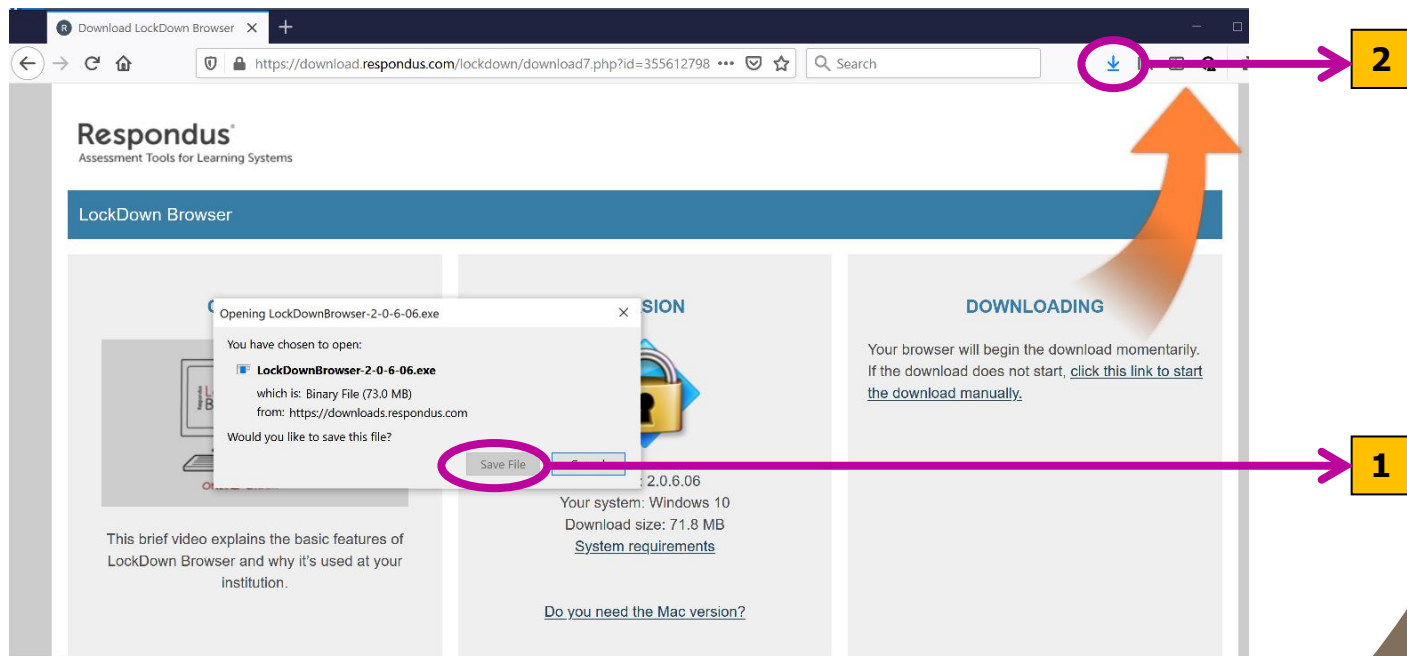 Download LockDown Browser
https://download.respondus.com/lockdown/download7.php?id=355612798
Search
2
Respondus
Assessment Tools for Learning Systems
LockDown Browser
DOWNLOADING
Your browser will begin the download momentarily.
If the download does not start, click this link to start
the download manually.
Opening LockDownBrowser-2-0-6-06.exe
You have chosen to open:
LockDownBrowser-2-0-6-06.exe
which is: Binary File (73.0 MB)
from: https://downloads.respondus.com
Would you like to save this file?
Save File
1
This brief video explains the basic features of
LockDown Browser and why it's used at your
institution.
: 2.0.6.06
Your system: Windows 10
Download size: 71.8 MB
System requirements
Do you need the Mac version?